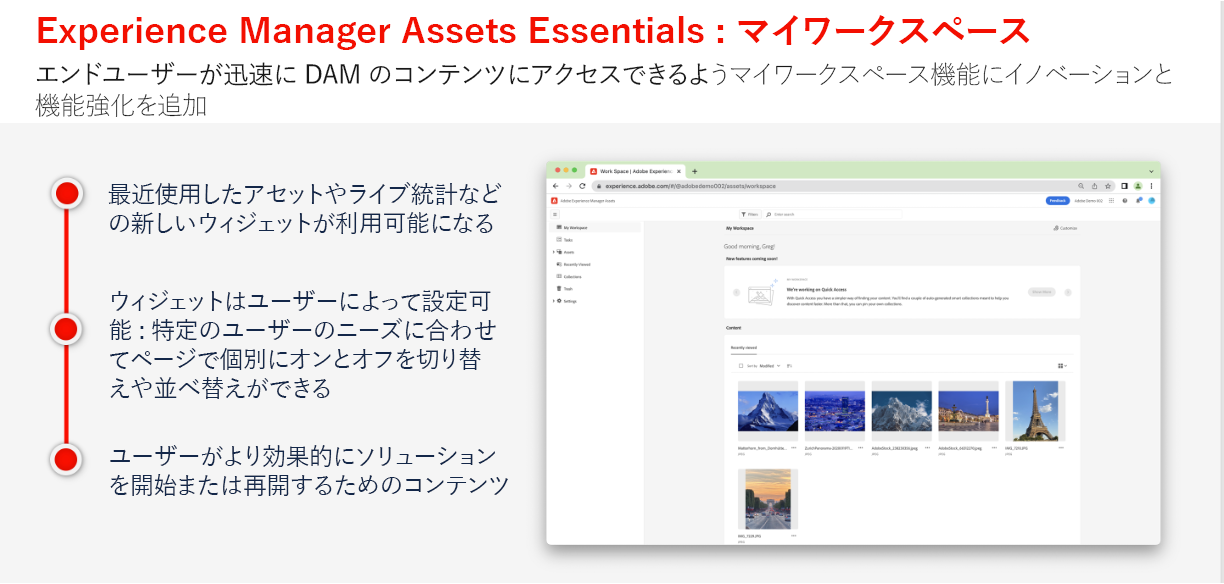 Experience Manager Assets Essentials : マイワークスペース
エンドユーザーが迅速に DAM のコンテンツにアクセスできるようマイワークスペース機能にイノベーションと
機能強化を追加
最近使用したアセットやライブ統計など
の新しいウィジェットが利用可能になる
ウィジェットはユーザーによって設定可
能 : 特定のユーザーのニーズに合わせ
てページで個別にオンとオフを切り替
えや並べ替えができる
ユーザーがより効果的にソリューション
を開始または再開するためのコンテンツ
Work Space | Adobe Experienc
experience.adobe.com/#/@adobedemo002/assets/workspace
Adobe Experience Manager Assets
Feedback
Adobe Demo 002
Filters
Enter search
My Workspace
Tasks
Assets
Recently Viewed
Collections
Trash
Settings
My Workspace
Customize
Good morning, Greg!
New features coming soon!
MY WORKSPACE
We're working on Quick Access
With Quick Access you have a simpler way of finding your content. You'll find a couple of auto-generated smart collections meant to help you
discover content faster. More than that, you can pin your own collections.
Content
Recently viewed
Sort by Modified
IMG_1293.JPG